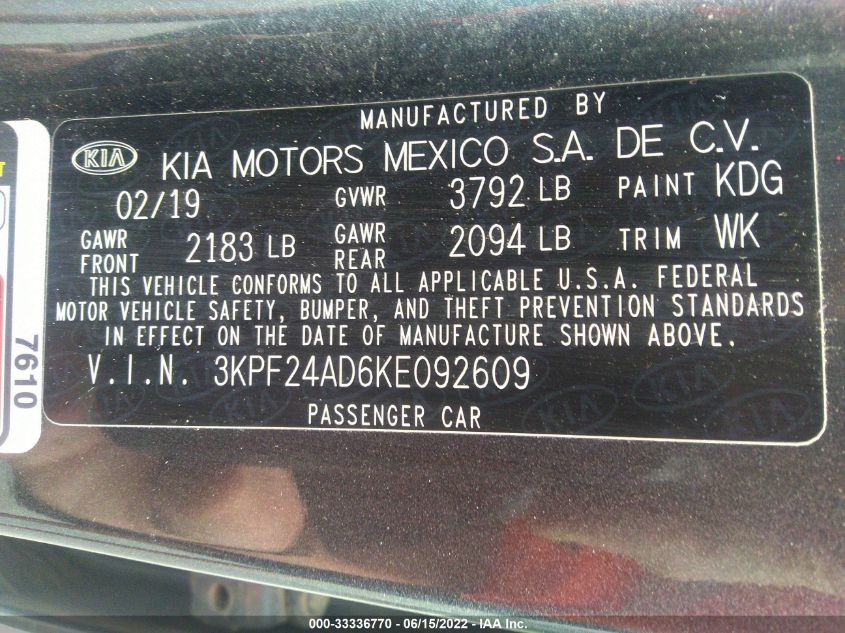 MANUFACTURED BY
KIA KIA MOTORS MEXICO S.A. DE C.V.
02/19 GVWR 3792 LB PAINT KDG
GAWR FRONT 2183 LB GAWR REAR 2094 LB TRIM WK
THIS VEHICLE CONFORMS TO ALL APPLICABLE U.S.A. FEDERAL
MOTOR VEHICLE SAFETY, BUMPER, AND THEFT PREVENTION STANDARDS
IN EFFECT ON THE DATE OF MANUFACTURE SHOWN ABOVE.
V.I.N. 3KPF24AD6KE092609
PASSENGER CAR
7610
000-33336770 - 06/15/2022 - IAA Inc.